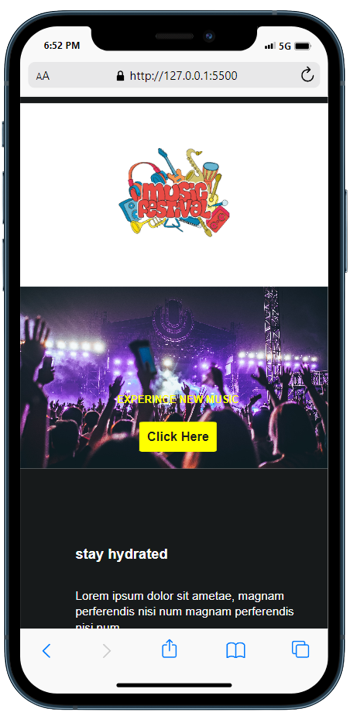 6:52 PM
5G
AA
http://127.0.0.1:5500
music
festival
EXPERINCE NEW MUSIC
Click Here
stay hydrated
Lorem ipsum dolor sit ametae, magnam
perferendis nisi num magnam perferendis
nisi num